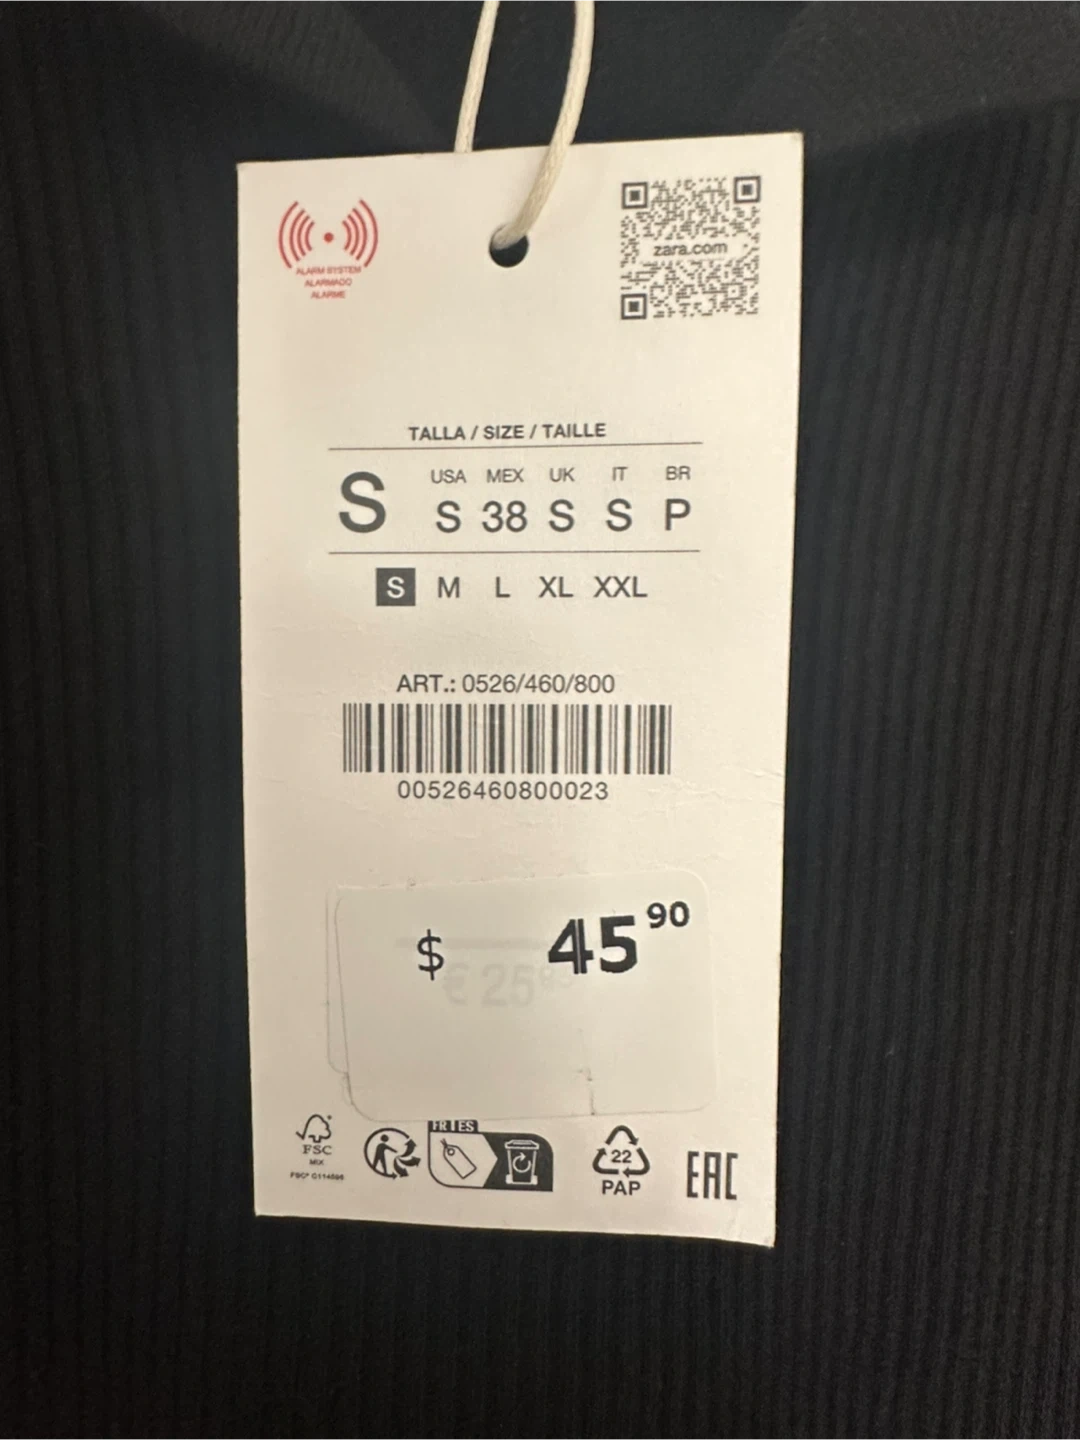 ALARM SYSTEM
ALARMADO
ALARME
zara.com
TALLA / SIZE / TAILLE
USA MEX UK IT BR
S S 38 S S P
S M L XL XXL
ART.: 0526/460/800
00526460800023
$ 45 90
€ 25
FSC
MIX
FR ES
22
PAP
EAC